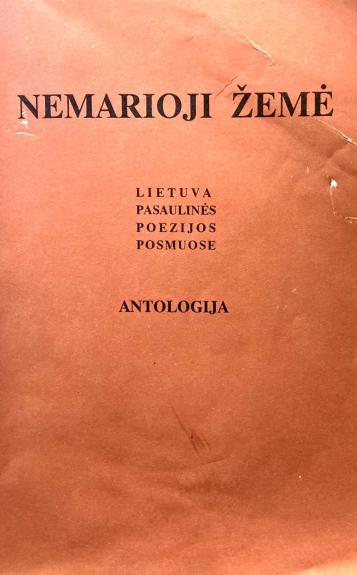 NEMARIOJI ŽEMĖ
LIETUVA
PASAULINĖS
POEZIJOS
POSMUOSE
ANTOLOGIJA